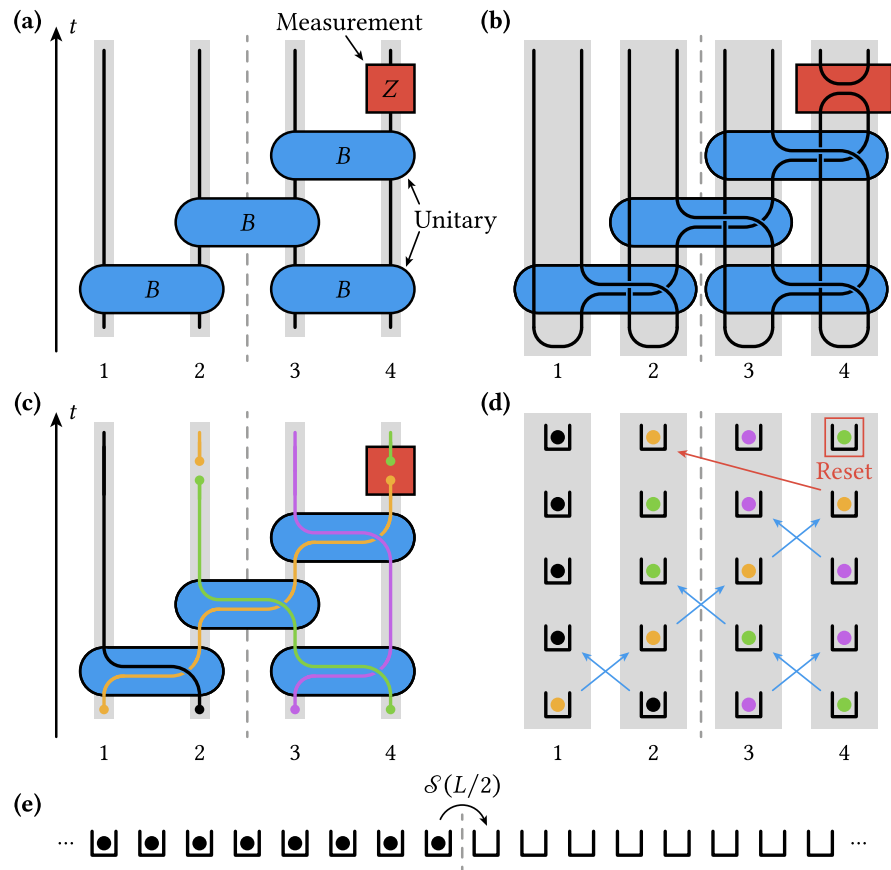 (a)
t
Measurement
Z
B
B
Unitary
B
B
1 2 3 4
(b)
1 2 3 4
(c)
t
1 2 3 4
(d)
Reset
1 2 3 4
(e)
𝒮(L/2)
... ...